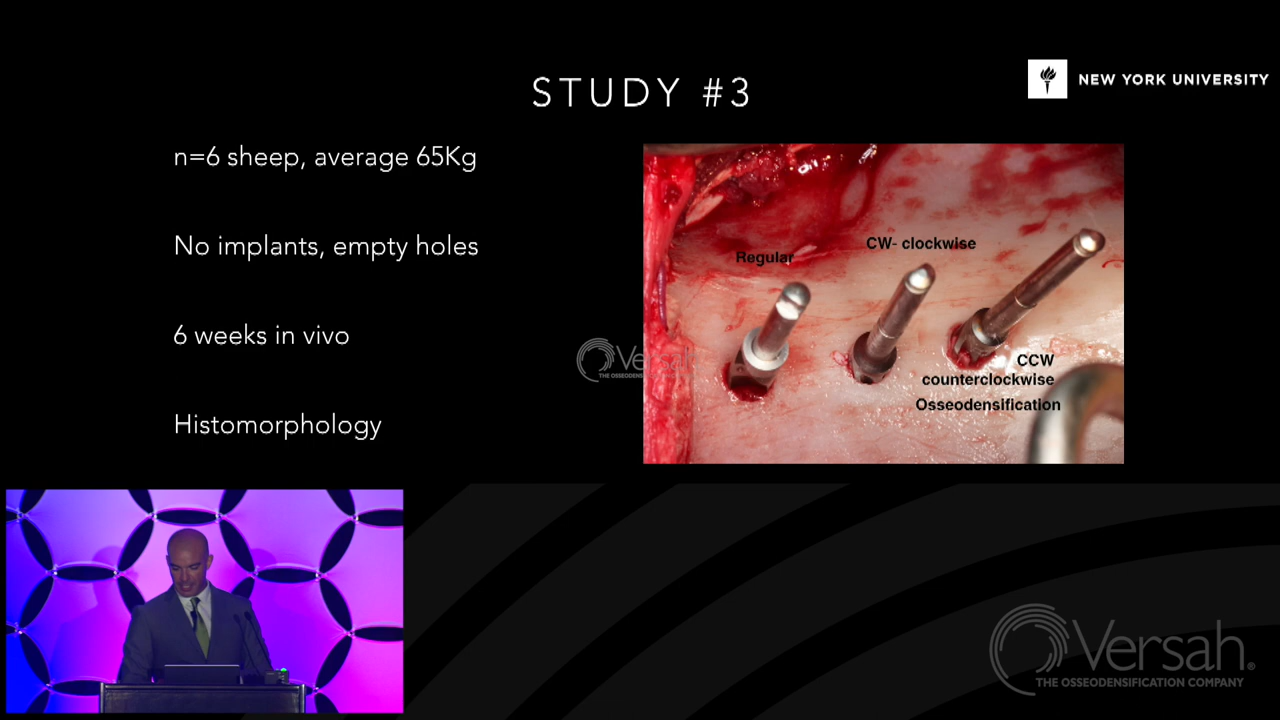 STUDY #3
NEW YORK UNIVERSITY
n=6 sheep, average 65Kg
No implants, empty holes
6 weeks in vivo
Histomorphology
Regular
CW- clockwise
CCW
counterclockwise
Osseodensification
Versah
Versah®
THE OSSEODENSIFICATION COMPANY